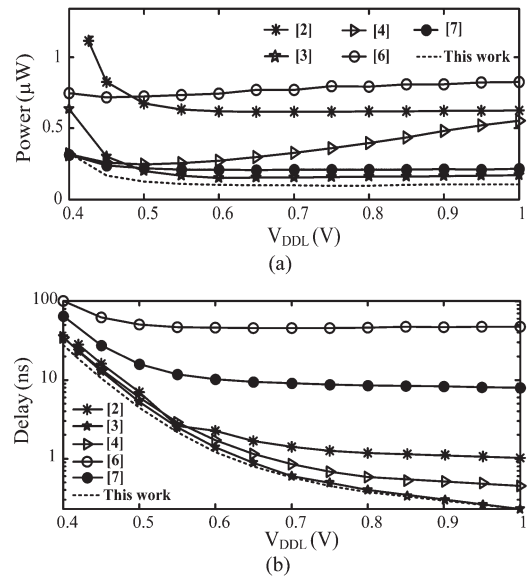 [2] [4] [7]
[3] [6] This work
1
0.5
0
Power (μW)
0.4 0.5 0.6 0.7 0.8 0.9 1
VDDL(V)
(a)
100
10
1
Delay (ns)
[2]
[3]
[4]
[6]
[7]
This work
0.4 0.5 0.6 0.7 0.8 0.9 1
VDDL(V)
(b)